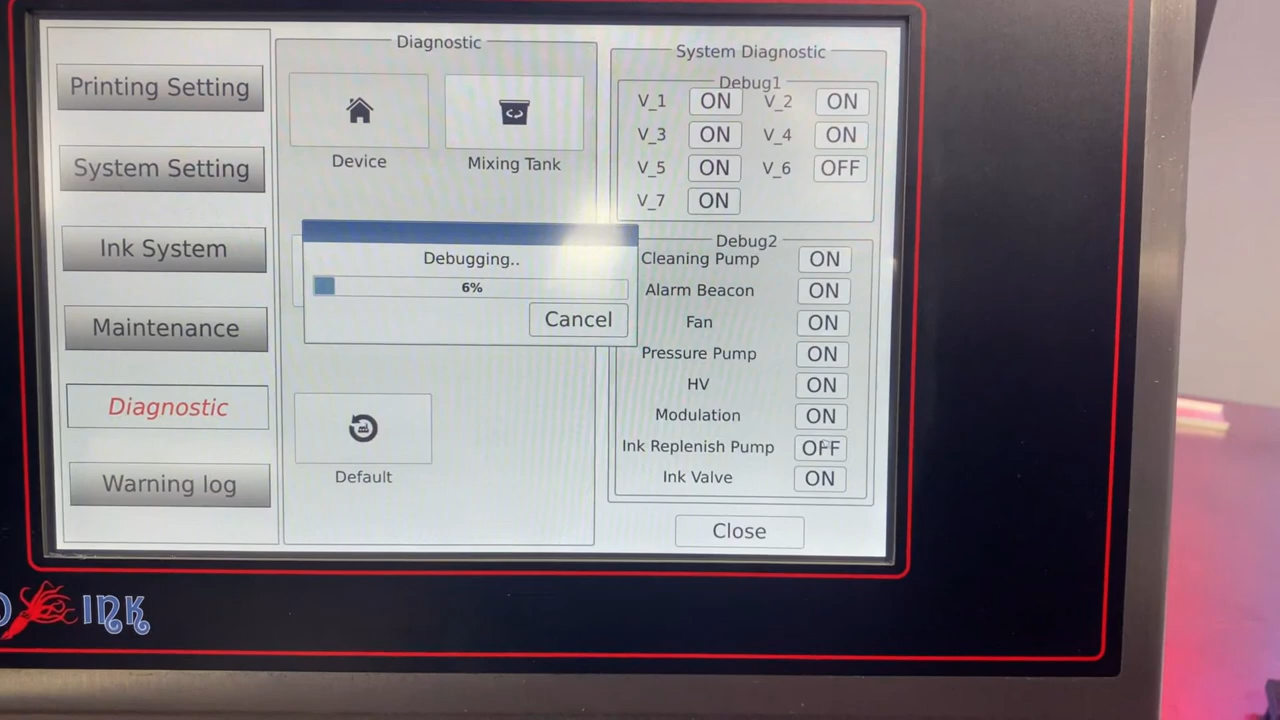 Printing Setting
System Setting
Ink System
Maintenance
Diagnostic
Warning log
Diagnostic
Device
Mixing Tank
Debugging..
6%
Cancel
Default
System Diagnostic
Debug1
V_1 ON V_2 ON
V_3 ON V_4 ON
V_5 ON V_6 OFF
V_7 ON
Debug2
Cleaning Pump ON
Alarm Beacon ON
Fan ON
Pressure Pump ON
HV ON
Modulation ON
Ink Replenish Pump OFF
Ink Valve ON
Close
INK